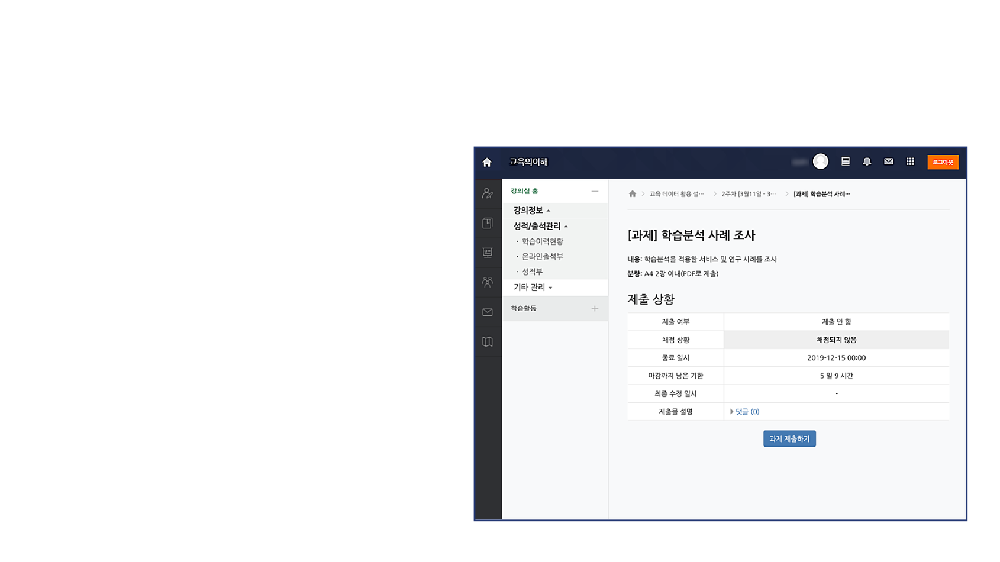 교육의이해
로그아웃
강의실 홈
강의정보
성적/출석관리
· 학습이력현황
· 온라인출석부
· 성적부
기타 관리
학습활동
교육 데이터 활용 설··· > 2주차 [3월11일 - 3··· > [과제] 학습분석 사례···
[과제] 학습분석 사례 조사
내용: 학습분석을 적용한 서비스 및 연구 사례를 조사
분량: A4 2장 이내(PDF로 제출)
제출 상황
제출 여부 제출 안 함
채점 상황 채점되지 않음
종료 일시 2019-12-15 00:00
마감까지 남은 기한 5 일 9 시간
최종 수정 일시 -
제출물 설명 댓글 (0)
과제 제출하기